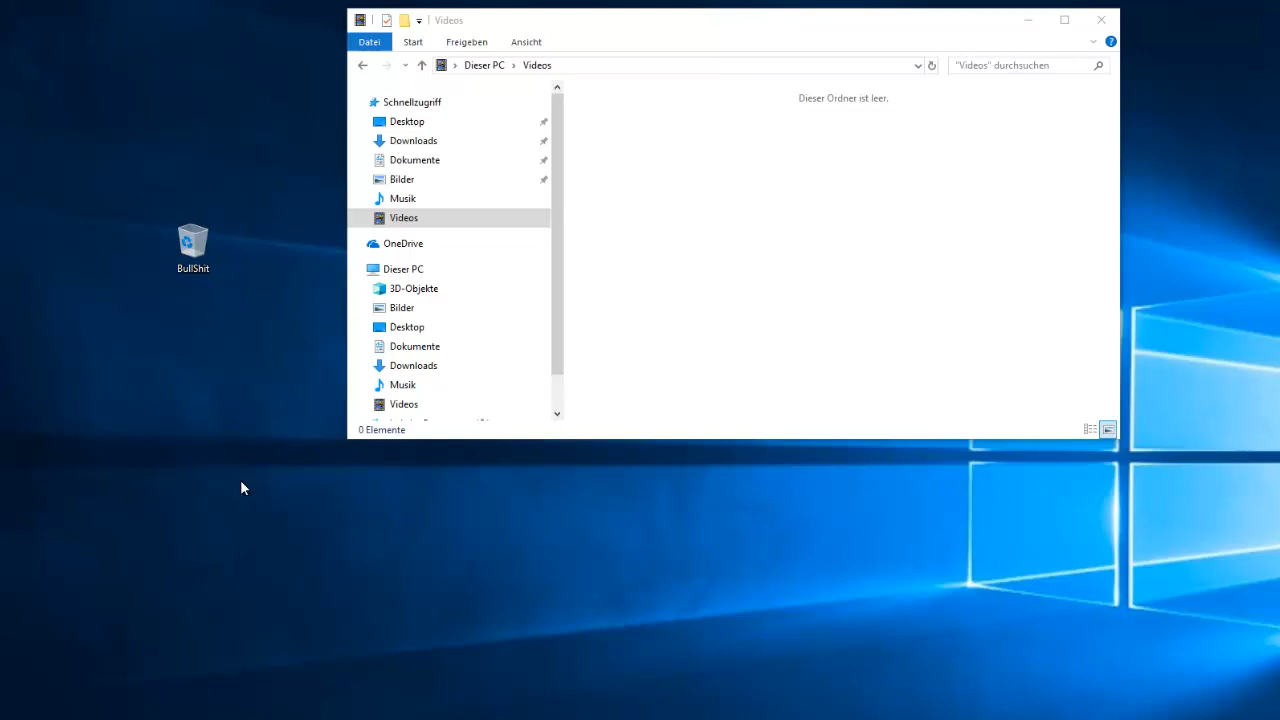 Videos
Datei Start Freigeben Ansicht
Dieser PC Videos "Videos" durchsuchen
Dieser Ordner ist leer.
Schnellzugriff
Desktop
Downloads
Dokumente
Bilder
Musik
Videos
OneDrive
Dieser PC
3D-Objekte
Bilder
Desktop
Dokumente
Downloads
Musik
Videos
0 Elemente
BullShit